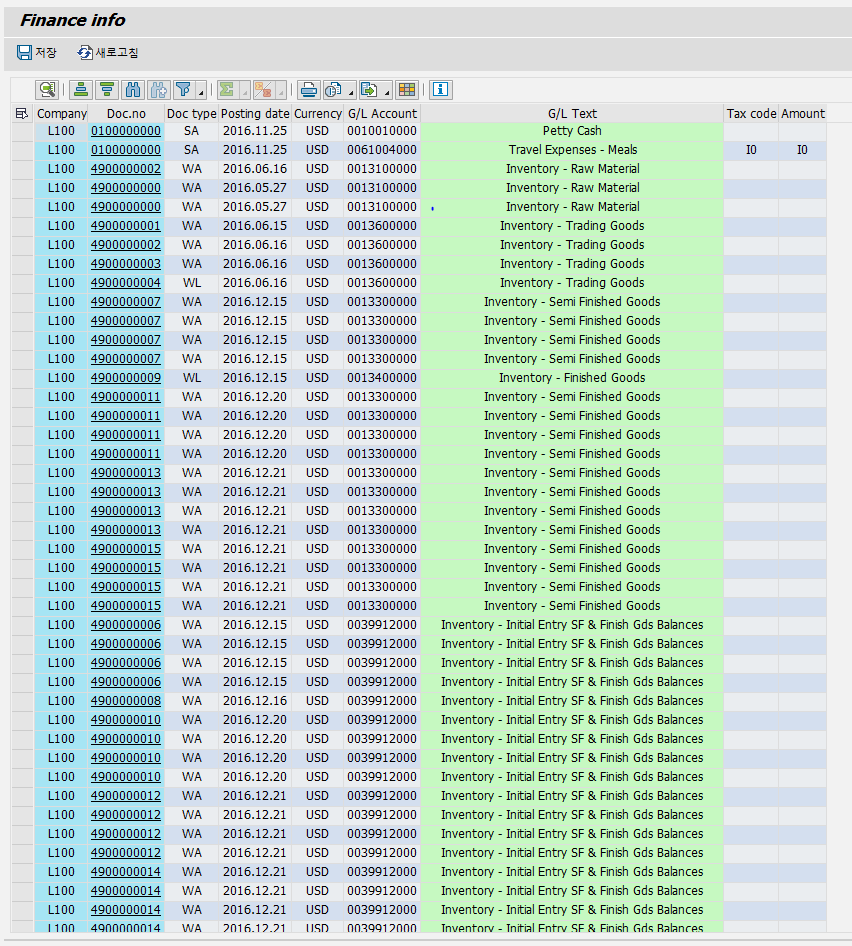 Finance info
저장 새로고침
Company Doc.no Doc type Posting date Currency G/L Account G/L Text Tax code Amount
L100 0100000000 SA 2016.11.25 USD 0010010000 Petty Cash
L100 0100000000 SA 2016.11.25 USD 0061004000 Travel Expenses - Meals I0 I0
L100 4900000002 WA 2016.06.16 USD 0013100000 Inventory - Raw Material
L100 4900000000 WA 2016.05.27 USD 0013100000 Inventory - Raw Material
L100 4900000000 WA 2016.05.27 USD 0013100000 Inventory - Raw Material
L100 4900000001 WA 2016.06.15 USD 0013600000 Inventory - Trading Goods
L100 4900000002 WA 2016.06.16 USD 0013600000 Inventory - Trading Goods
L100 4900000003 WA 2016.06.16 USD 0013600000 Inventory - Trading Goods
L100 4900000004 WL 2016.06.16 USD 0013600000 Inventory - Trading Goods
L100 4900000007 WA 2016.12.15 USD 0013300000 Inventory - Semi Finished Goods
L100 4900000007 WA 2016.12.15 USD 0013300000 Inventory - Semi Finished Goods
L100 4900000007 WA 2016.12.15 USD 0013300000 Inventory - Semi Finished Goods
L100 4900000007 WA 2016.12.15 USD 0013300000 Inventory - Semi Finished Goods
L100 4900000009 WL 2016.12.15 USD 0013400000 Inventory - Finished Goods
L100 4900000011 WA 2016.12.20 USD 0013300000 Inventory - Semi Finished Goods
L100 4900000011 WA 2016.12.20 USD 0013300000 Inventory - Semi Finished Goods
L100 4900000011 WA 2016.12.20 USD 0013300000 Inventory - Semi Finished Goods
L100 4900000011 WA 2016.12.20 USD 0013300000 Inventory - Semi Finished Goods
L100 4900000013 WA 2016.12.21 USD 0013300000 Inventory - Semi Finished Goods
L100 4900000013 WA 2016.12.21 USD 0013300000 Inventory - Semi Finished Goods
L100 4900000013 WA 2016.12.21 USD 0013300000 Inventory - Semi Finished Goods
L100 4900000013 WA 2016.12.21 USD 0013300000 Inventory - Semi Finished Goods
L100 4900000015 WA 2016.12.21 USD 0013300000 Inventory - Semi Finished Goods
L100 4900000015 WA 2016.12.21 USD 0013300000 Inventory - Semi Finished Goods
L100 4900000015 WA 2016.12.21 USD 0013300000 Inventory - Semi Finished Goods
L100 4900000015 WA 2016.12.21 USD 0013300000 Inventory - Semi Finished Goods
L100 4900000006 WA 2016.12.15 USD 0039912000 Inventory - Initial Entry SF & Finish Gds Balances
L100 4900000006 WA 2016.12.15 USD 0039912000 Inventory - Initial Entry SF & Finish Gds Balances
L100 4900000006 WA 2016.12.15 USD 0039912000 Inventory - Initial Entry SF & Finish Gds Balances
L100 4900000006 WA 2016.12.15 USD 0039912000 Inventory - Initial Entry SF & Finish Gds Balances
L100 4900000008 WA 2016.12.16 USD 0039912000 Inventory - Initial Entry SF & Finish Gds Balances
L100 4900000010 WA 2016.12.20 USD 0039912000 Inventory - Initial Entry SF & Finish Gds Balances
L100 4900000010 WA 2016.12.20 USD 0039912000 Inventory - Initial Entry SF & Finish Gds Balances
L100 4900000010 WA 2016.12.20 USD 0039912000 Inventory - Initial Entry SF & Finish Gds Balances
L100 4900000010 WA 2016.12.20 USD 0039912000 Inventory - Initial Entry SF & Finish Gds Balances
L100 4900000012 WA 2016.12.21 USD 0039912000 Inventory - Initial Entry SF & Finish Gds Balances
L100 4900000012 WA 2016.12.21 USD 0039912000 Inventory - Initial Entry SF & Finish Gds Balances
L100 4900000012 WA 2016.12.21 USD 0039912000 Inventory - Initial Entry SF & Finish Gds Balances
L100 4900000012 WA 2016.12.21 USD 0039912000 Inventory - Initial Entry SF & Finish Gds Balances
L100 4900000014 WA 2016.12.21 USD 0039912000 Inventory - Initial Entry SF & Finish Gds Balances
L100 4900000014 WA 2016.12.21 USD 0039912000 Inventory - Initial Entry SF & Finish Gds Balances
L100 4900000014 WA 2016.12.21 USD 0039912000 Inventory - Initial Entry SF & Finish Gds Balances
L100 4900000014 WA 2016.12.21 USD 0039912000 Inventory - Initial Entry SF & Finish Gds Balances